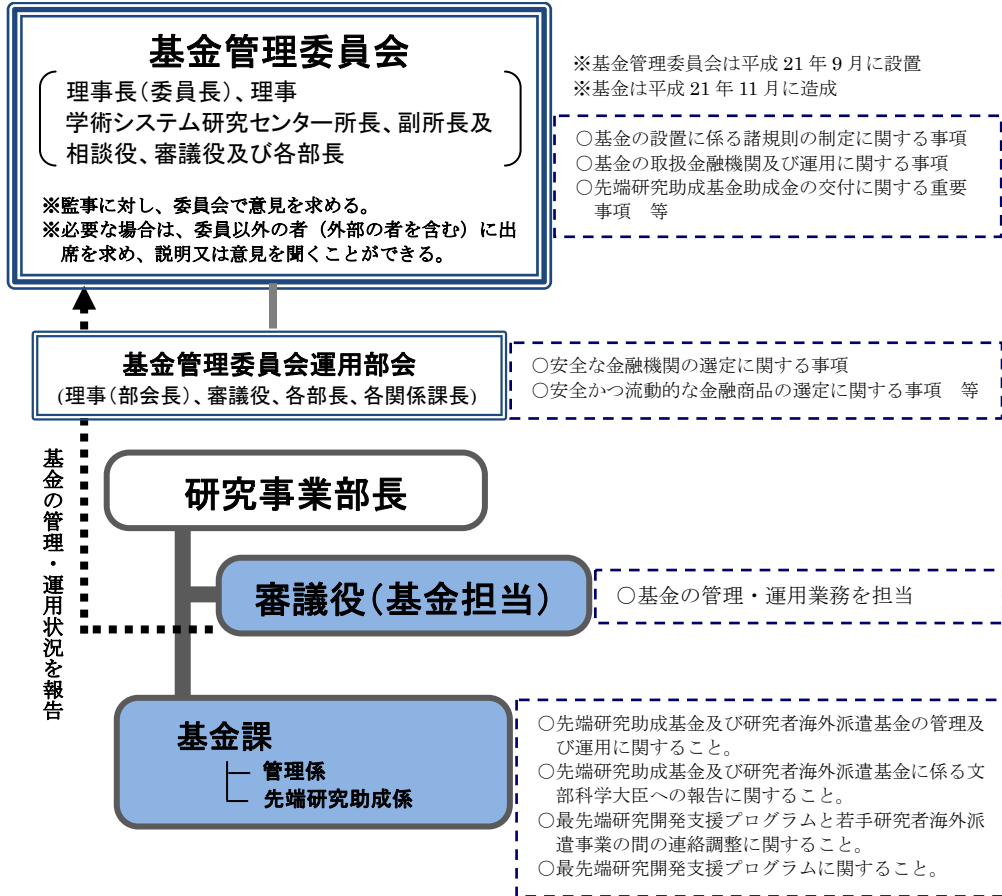 基金管理委員会
理事長（委員長）、理事
学術システム研究センター所長、副所長及
相談役、審議役及び各部長
※監事に対し、委員会で意見を求める。
※必要な場合は、委員以外の者（外部の者を含む）に出
席を求め、説明又は意見を聞くことができる。
※基金管理委員会は平成 21 年 9 月に設置
※基金は平成 21 年 11 月に造成
○基金の設置に係る諸規則の制定に関する事項
○基金の取扱金融機関及び運用に関する事項
○先端研究助成基金助成金の交付に関する重要
事項　等
基金管理委員会運用部会
(理事（部会長）、審議役、各部長、各関係課長)
○安全な金融機関の選定に関する事項
○安全かつ流動的な金融商品の選定に関する事項　等
基金の管理・運用状況を報告
研究事業部長
審議役（基金担当）
○基金の管理・運用業務を担当
基金課
管理係
先端研究助成係
○先端研究助成基金及び研究者海外派遣基金の管理及
び運用に関すること。
○先端研究助成基金及び研究者海外派遣基金に係る文
部科学大臣への報告に関すること。
○最先端研究開発支援プログラムと若手研究者海外派
遣事業の間の連絡調整に関すること。
○最先端研究開発支援プログラムに関すること。